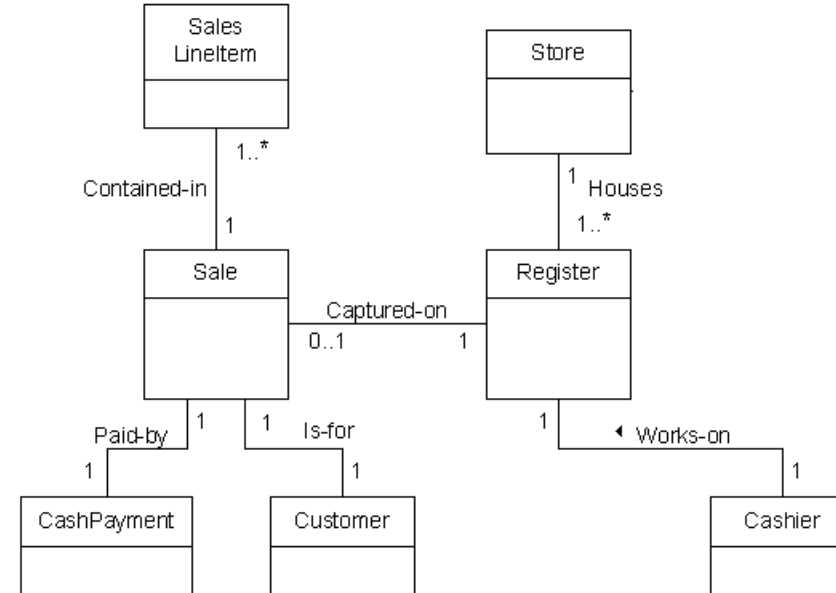 Sales
LineItem
Store
1..*
Contained-in
1
Houses
1
1..*
Sale
Register
Captured-on
0..1
1
Paid-by
1
1
Is-for
1
Works-on
1
1
1
CashPayment
Customer
Cashier